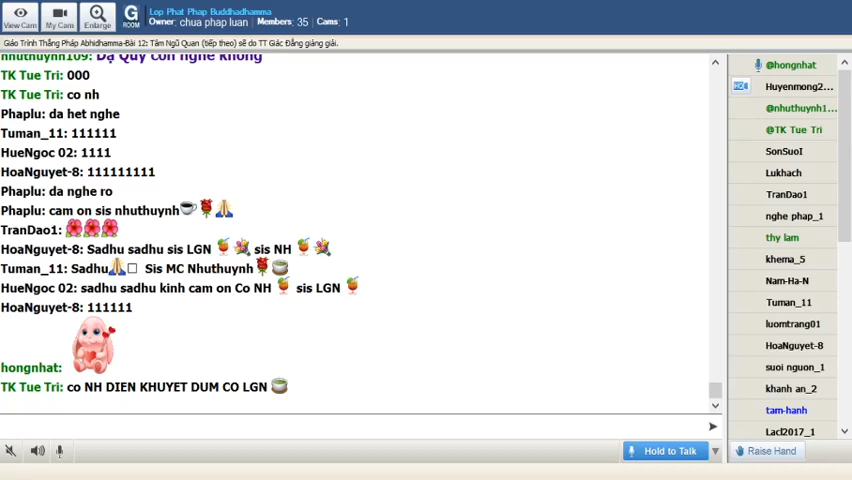 View Cam
My Cam
Enlarge
G
ROOM
Lop Phat Phap Buddhadhamma
Owner: chua phap luan Members: 35 Cams: 1
Giáo Trình Thắng Pháp Abhidhamma-Bài 12: Tâm Ngũ Quan (tiếp theo) sẽ do TT Giác Đẳng giảng giải.
nhuthuynh109: Dạ Quý con nghe không
TK Tue Tri: 000
TK Tue Tri: co nh
Phaplu: da het nghe
Tuman_11: 111111
HueNgoc 02: 1111
HoaNguyet-8: 111111111
Phaplu: da nghe ro
Phaplu: cam on sis nhuthuynh
TranDao1:
HoaNguyet-8: Sadhu sadhu sis LGN sis NH
Tuman_11: Sadhu Sis MC Nhuthuynh
HueNgoc 02: sadhu sadhu kinh cam on Co NH sis LGN
HoaNguyet-8: 111111
hongnhat:
TK Tue Tri: co NH DIEN KHUYET DUM CO LGN
@hongnhat
Huyenmong2...
@nhuthuynh1...
@TK Tue Tri
SonSuoI
Lukhach
TranDao1
nghe phap_1
thy lam
khema_5
Nam-Ha-N
Tuman_11
luomtrang01
HoaNguyet-8
suoi nguon_1
khanh an_2
tam-hanh
Lacl2017_1
Hold to Talk
Raise Hand